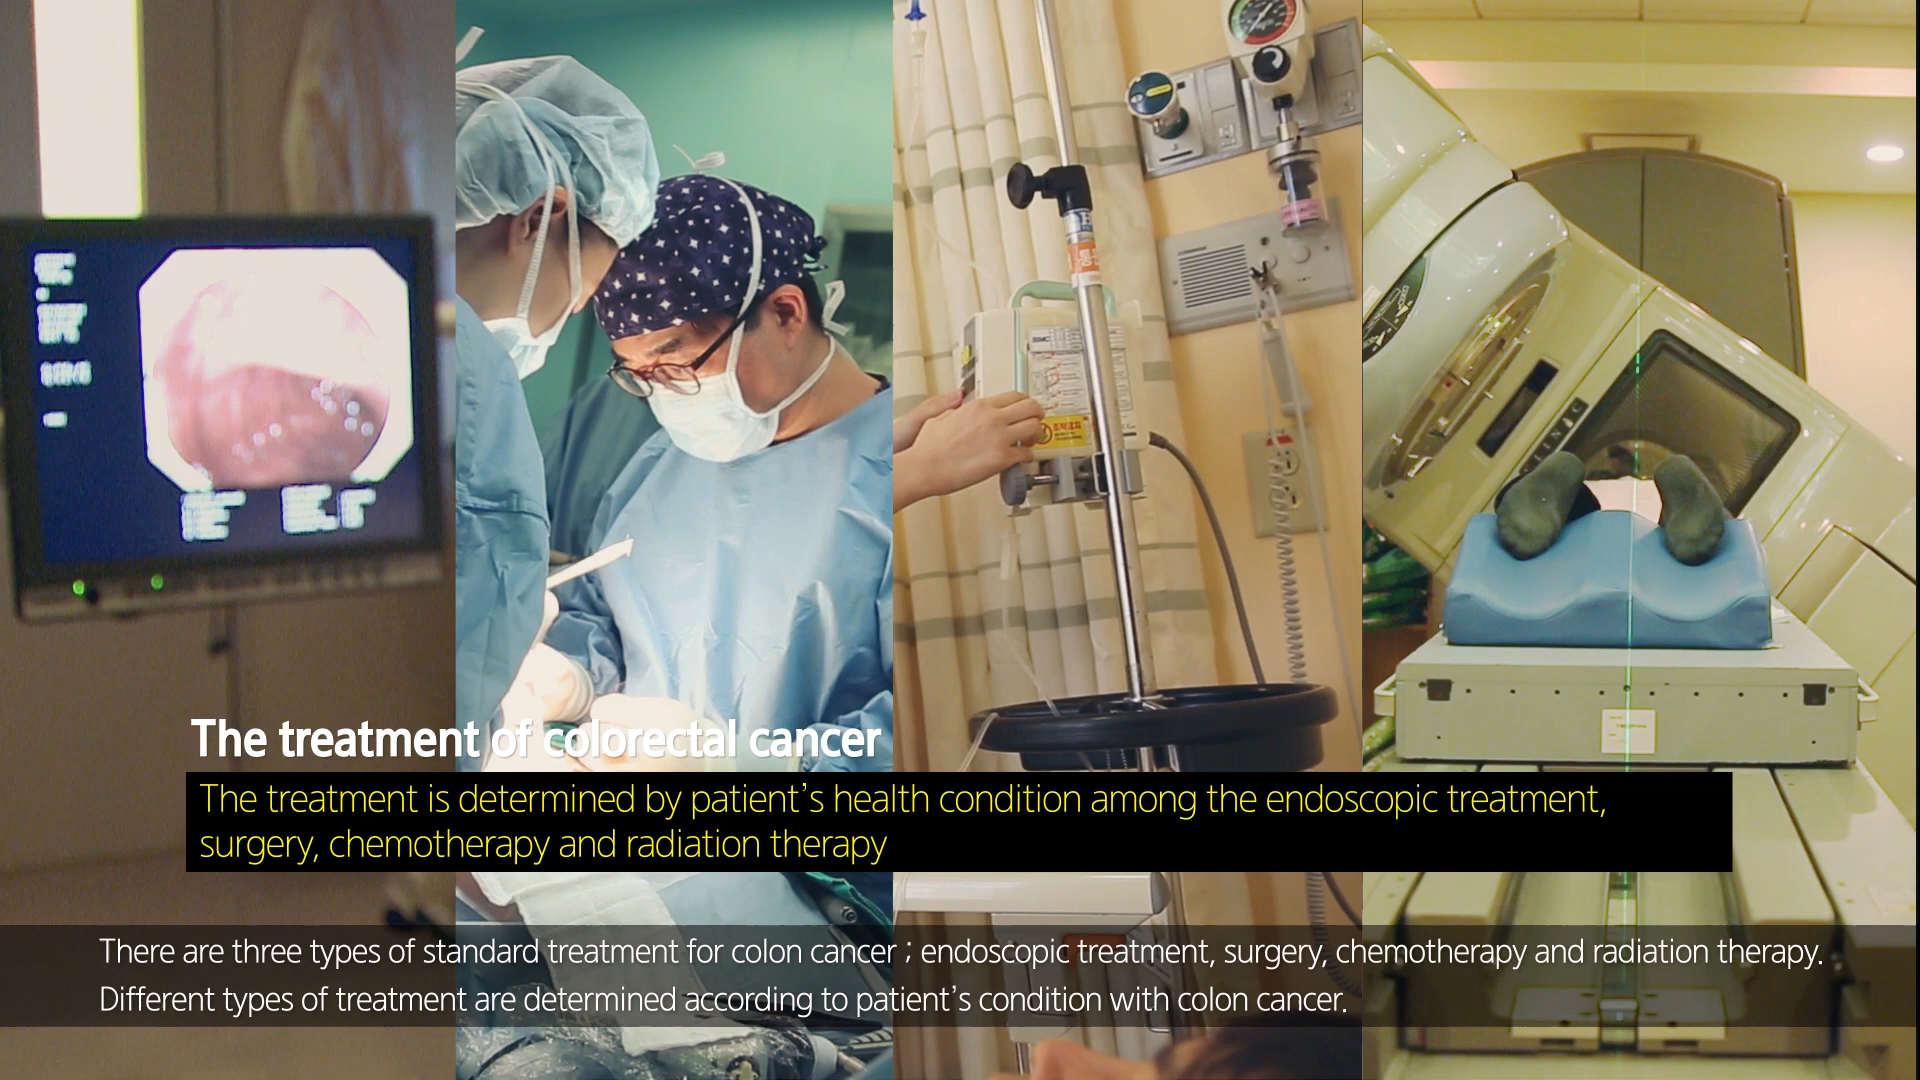 CLINAC
The treatment of colorectal cancer
The treatment is determined by patient’s health condition among the endoscopic treatment,
surgery, chemotherapy and radiation therapy
There are three types of standard treatment for colon cancer ; endoscopic treatment, surgery, chemotherapy and radiation therapy.
Different types of treatment are determined according to patient’s condition with colon cancer.